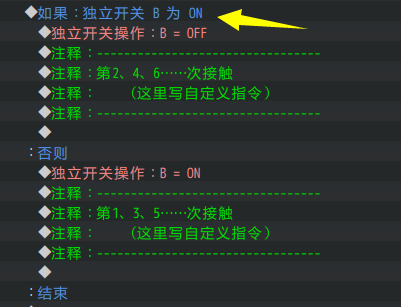 ◆如果：独立开关 B 为 ON
◆独立开关操作：B = OFF
◆注释：--------------------------------
◆注释：第2、4、6……次接触
◆注释：　　（这里写自定义指令）
◆注释：--------------------------------
◆
：否则
◆独立开关操作：B = ON
◆注释：--------------------------------
◆注释：第1、3、5……次接触
◆注释：　　（这里写自定义指令）
◆注释：--------------------------------
◆
：结束